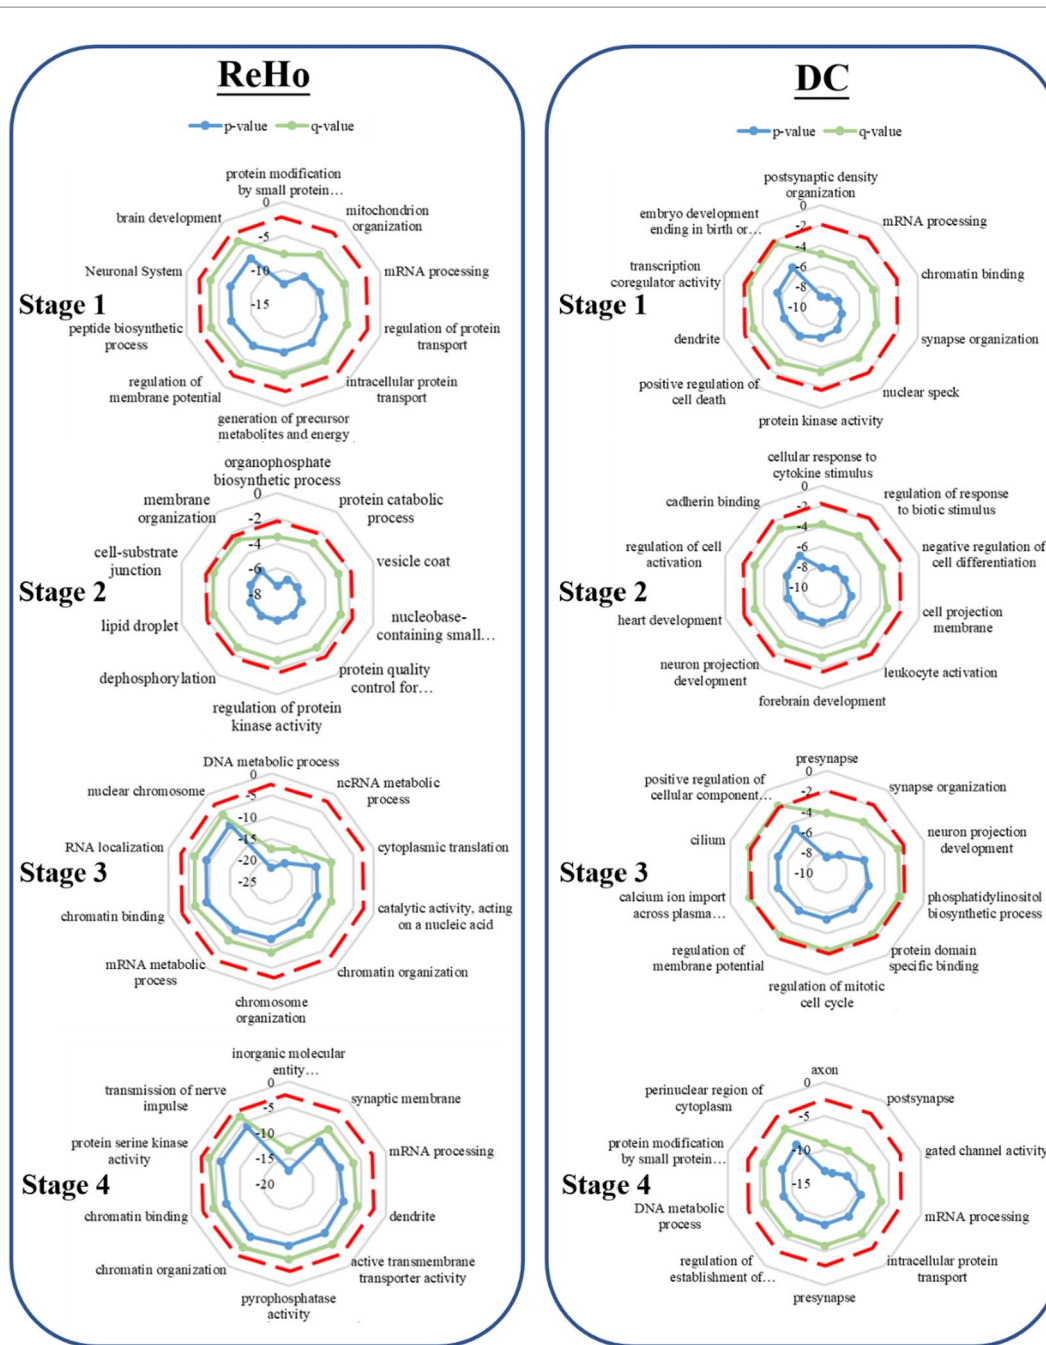 ReHo
p-value
q-value
protein modification
by small protein…
mitochondrion
organization
mRNA processing
regulation of protein
transport
intracellular protein
transport
generation of precursor
metabolites and energy
regulation of
membrane potential
peptide biosynthetic
process
Neuronal System
brain development
0
-5
-10
-15
Stage 1
organophosphate
biosynthetic process
protein catabolic
process
vesicle coat
nucleobase-
containing small…
protein quality
control for…
regulation of protein
kinase activity
dephosphorylation
lipid droplet
cell-substrate
junction
membrane
organization
0
-2
-4
-6
-8
Stage 2
DNA metabolic process
ncRNA metabolic
process
cytoplasmic translation
catalytic activity, acting
on a nucleic acid
chromatin organization
chromosome
organization
mRNA metabolic
process
chromatin binding
RNA localization
nuclear chromosome
0
-5
-10
-15
-20
-25
Stage 3
inorganic molecular
entity…
synaptic membrane
mRNA processing
dendrite
active transmembrane
transporter activity
pyrophosphatase
activity
chromatin organization
chromatin binding
protein serine kinase
activity
transmission of nerve
impulse
0
-5
-10
-15
-20
Stage 4
DC
p-value
q-value
postsynaptic density
organization
mRNA processing
chromatin binding
synapse organization
nuclear speck
protein kinase activity
positive regulation of
cell death
dendrite
transcription
coregulator activity
embryo development
ending in birth or…
0
-2
-4
-6
-8
-10
Stage 1
cellular response to
cytokine stimulus
regulation of response
to biotic stimulus
negative regulation of
cell differentiation
cell projection
membrane
leukocyte activation
forebrain development
neuron projection
development
heart development
regulation of cell
activation
cadherin binding
0
-2
-4
-6
-8
-10
Stage 2
presynapse
synapse organization
neuron projection
development
phosphatidylinositol
biosynthetic process
protein domain
specific binding
regulation of mitotic
cell cycle
regulation of
membrane potential
calcium ion import
across plasma…
cilium
positive regulation of
cellular component…
0
-2
-4
-6
-8
-10
Stage 3
axon
postsynapse
gated channel activity
mRNA processing
intracellular protein
transport
presynapse
regulation of
establishment of…
DNA metabolic
process
protein modification
by small protein…
perinuclear region of
cytoplasm
0
-5
-10
-15
Stage 4